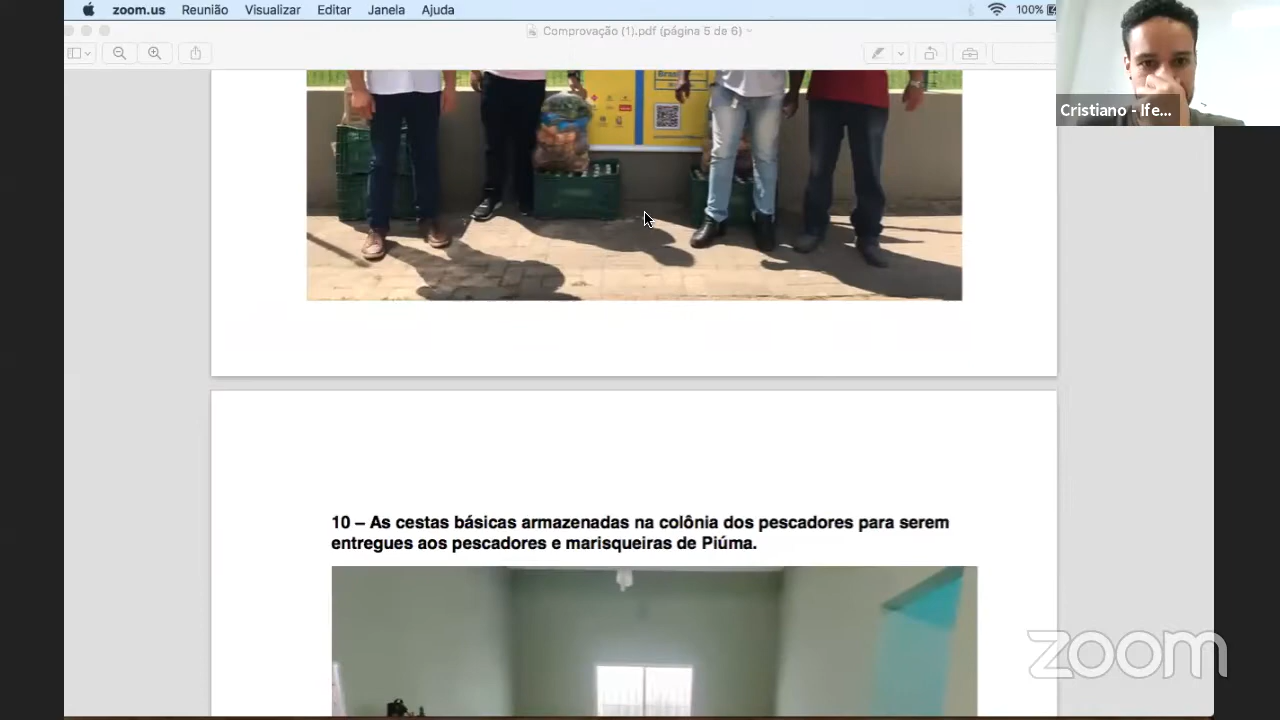 zoom.us Reunião Visualizar Editar Janela Ajuda 100%
Comprovação (1).pdf (página 5 de 6)
Cristiano - Ife...
10 – As cestas básicas armazenadas na colônia dos pescadores para serem
entregues aos pescadores e marisqueiras de Piúma.
zoom